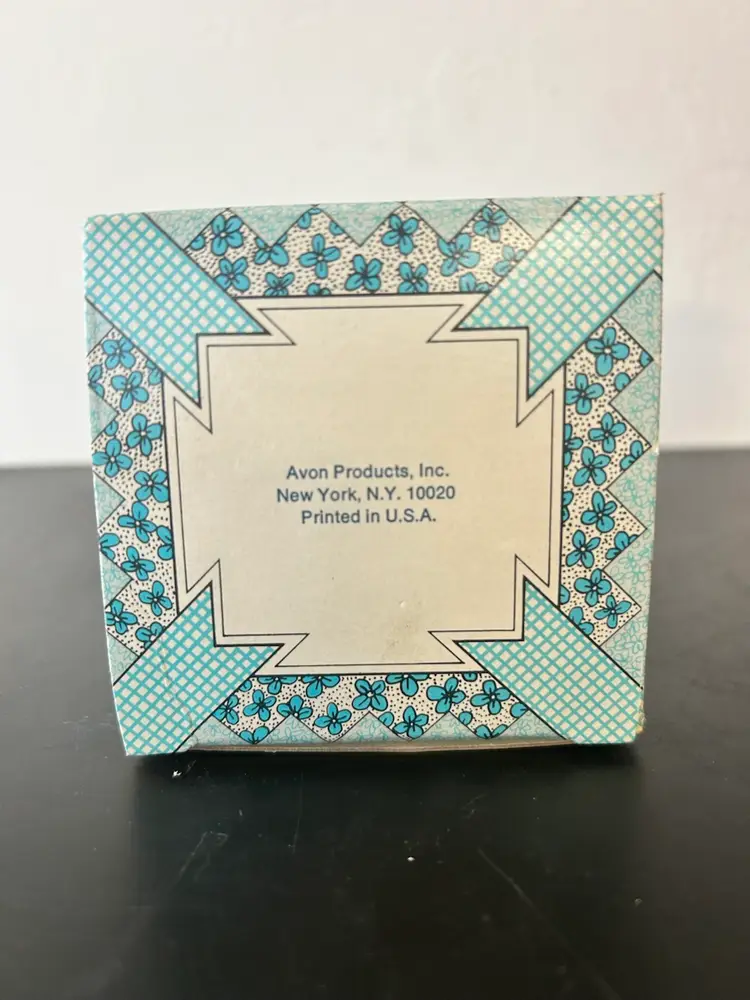 Avon Products, Inc.
New York, N.Y. 10020
Printed in U.S.A.